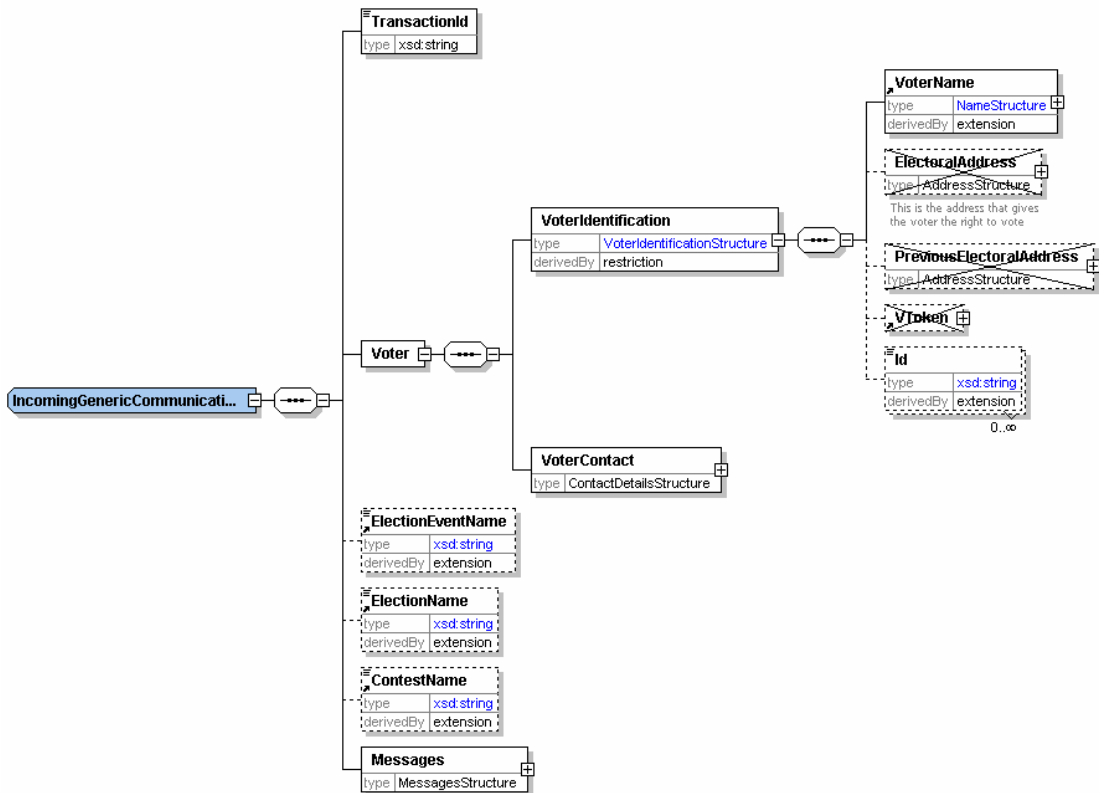 TransactionId
type xsd:string
VoterName
type NameStructure
derivedBy extension
ElectoralAddress
type AddressStructure
This is the address that gives
the voter the right to vote
VoterIdentification
type VoterIdentificationStructure
derivedBy restriction
PreviousElectoralAddress
type AddressStructure
VToken
Voter
Id
type xsd:string
derivedBy extension
0..∞
IncomingGenericCommunicati...
VoterContact
type ContactDetailsStructure
ElectionEventName
type xsd:string
derivedBy extension
ElectionName
type xsd:string
derivedBy extension
ContestName
type xsd:string
derivedBy extension
Messages
type MessagesStructure